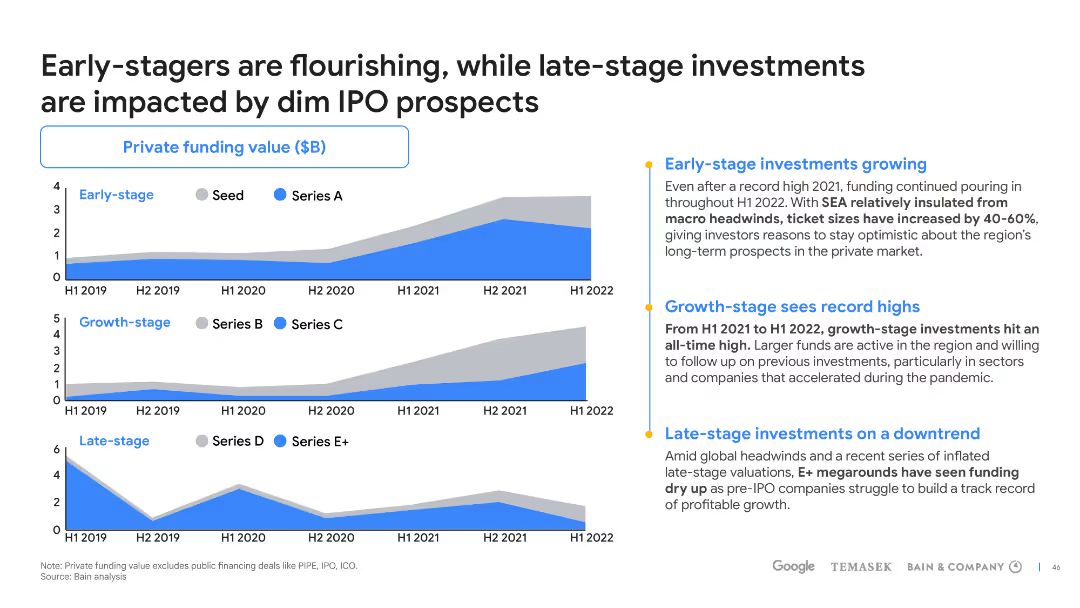 Early-stagers are flourishing, while late-stage investments
are impacted by dim IPO prospects
Private funding value ($B)
Early-stage
Seed
Series A
4
3
2
1
0
H1 2019
H2 2019
H1 2020
H2 2020
H1 2021
H2 2021
H1 2022
Growth-stage
Series B
Series C
5
4
3
2
1
0
H1 2019
H2 2019
H1 2020
H2 2020
H1 2021
H2 2021
H1 2022
Late-stage
Series D
Series E+
6
4
2
0
H1 2019
H2 2019
H1 2020
H2 2020
H1 2021
H2 2021
H1 2022
Early-stage investments growing
Even after a record high 2021, funding continued pouring in
throughout H1 2022. With SEA relatively insulated from
macro headwinds, ticket sizes have increased by 40-60%,
giving investors reasons to stay optimistic about the region's
long-term prospects in the private market.
Growth-stage sees record highs
From H1 2021 to H1 2022, growth-stage investments hit an
all-time high. Larger funds are active in the region and willing
to follow up on previous investments, particularly in sectors
and companies that accelerated during the pandemic.
Late-stage investments on a downtrend
Amid global headwinds and a recent series of inflated
late-stage valuations, E+ megarounds have seen funding
dry up as pre-IPO companies struggle to build a track record
of profitable growth.
Note: Private funding value excludes public financing deals like PIPE, IPO, ICO.
Source: Bain analysis
Google
TEMASEK
BAIN & COMPANY
46